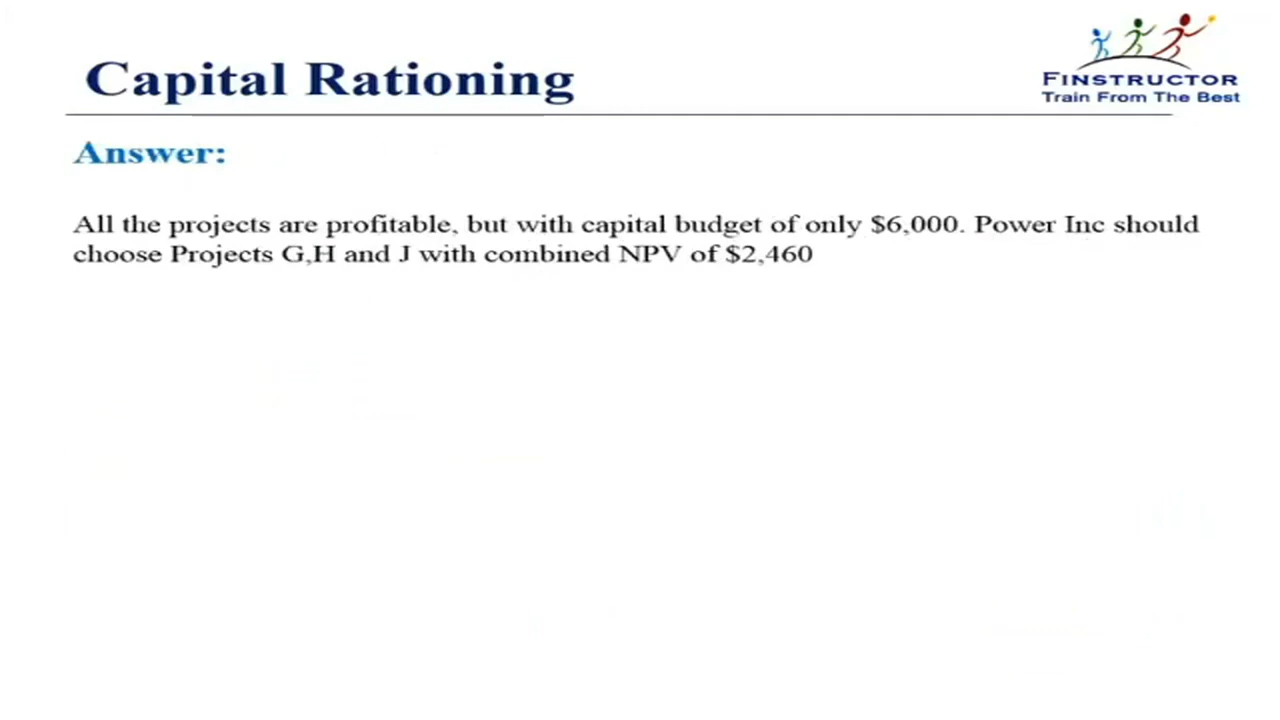 Capital Rationing
FINSTRUCTOR
Train From The Best
Answer:
All the projects are profitable, but with capital budget of only $6,000. Power Inc should
choose Projects G,H and J with combined NPV of $2,460